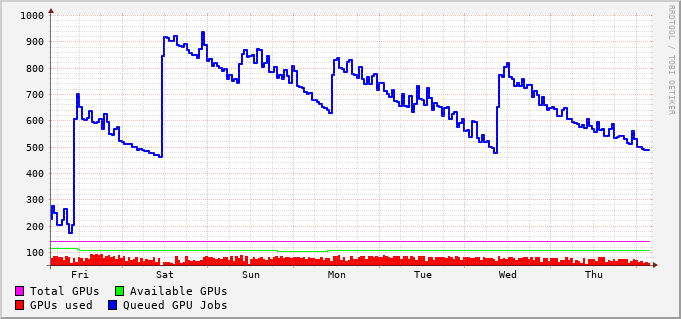 1000
900
800
700
600
500
400
300
200
100
Fri Sat Sun Mon Tue Wed Thu
Total GPUs Available GPUs
GPUs used Queued GPU Jobs
RRDTOOL / TOBI OETIKER